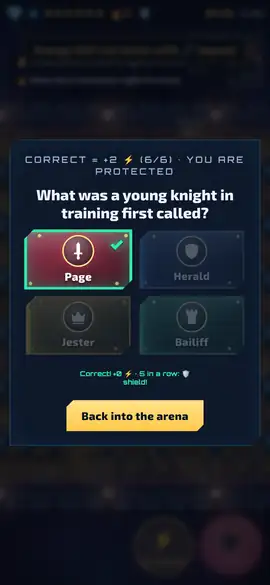 CORRECT = +2 ⚡ (6/6) · YOU ARE
PROTECTED
What was a young knight in
training first called?
Page
Herald
Jester
Bailiff
Correct! +0 ⚡ · 5 in a row: 🛡️
shield!
Back into the arena